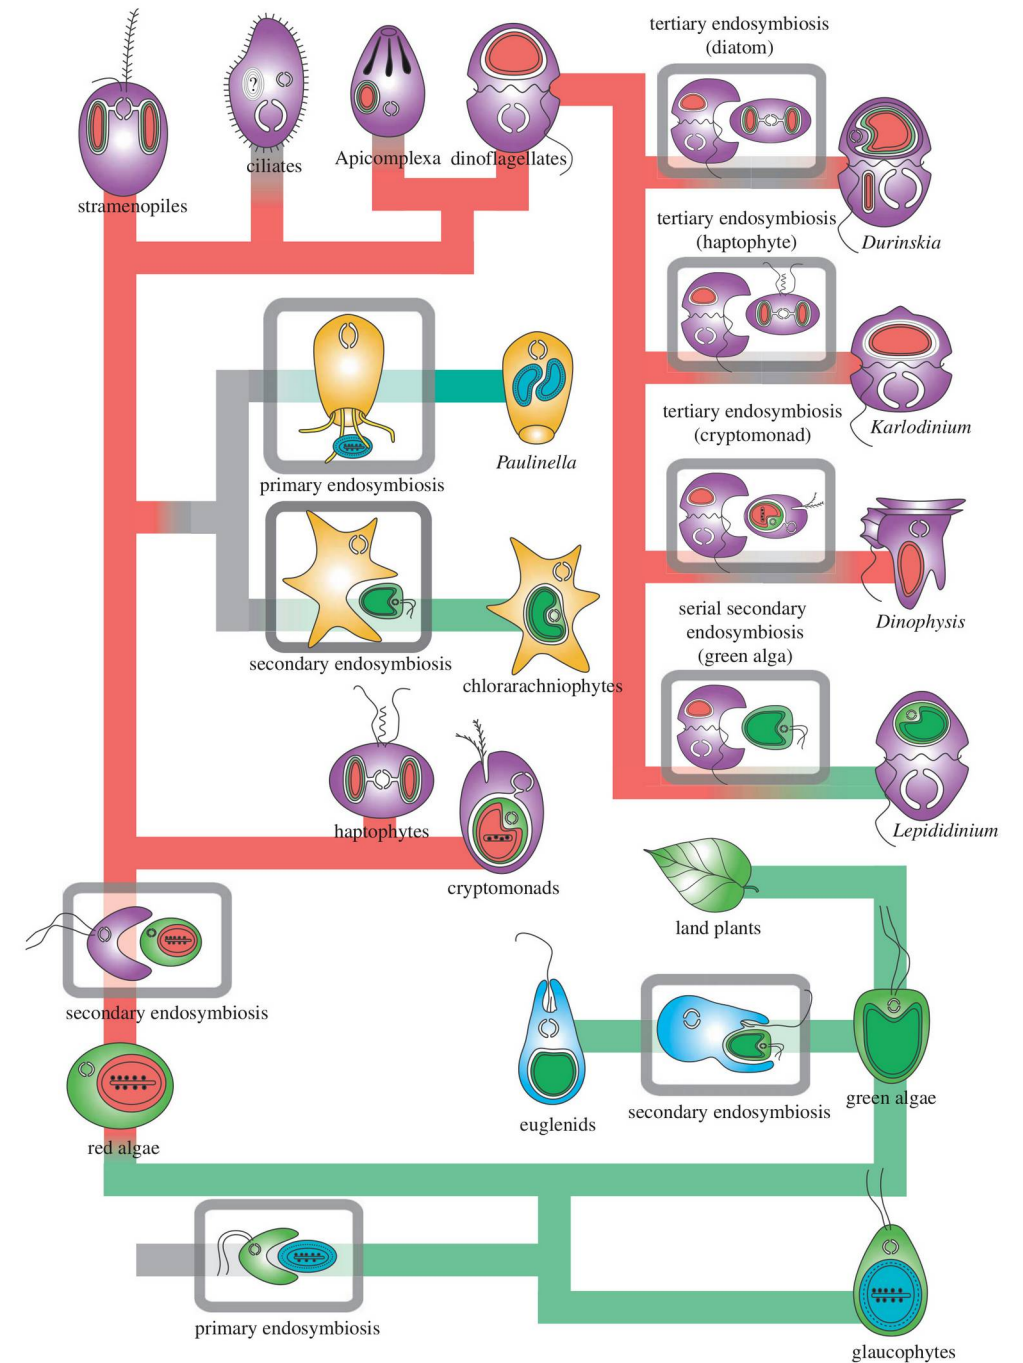 tertiary endosymbiosis
(diatom)
?
ciliates
Apicomplexa
dinoflagellates
stramenopiles
Durinskia
tertiary endosymbiosis
(haptophyte)
Karlodinium
tertiary endosymbiosis
(cryptomonad)
Paulinella
primary endosymbiosis
Dinophysis
serial secondary
endosymbiosis
(green alga)
secondary endosymbiosis
chlorarachniophytes
haptophytes
Lepididinium
cryptomonads
land plants
secondary endosymbiosis
green algae
secondary endosymbiosis
euglenids
red algae
primary endosymbiosis
glaucophytes